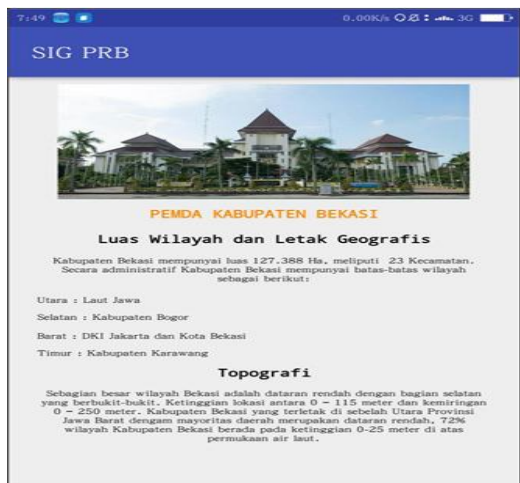 7:49 0.00K/s 3G
SIG PRB
PEMDA KABUPATEN BEKASI
Luas Wilayah dan Letak Geografis
Kabupaten Bekasi mempunyai luas 127.388 Ha, meliputi 23 Kecamatan.
Secara administratif Kabupaten Bekasi mempunyai batas-batas wilayah
sebagai berikut:
Utara : Laut Jawa
Selatan : Kabupaten Bogor
Barat : DKI Jakarta dan Kota Bekasi
Timur : Kabupaten Karawang
Topografi
Sebagian besar wilayah Bekasi adalah dataran rendah dengan bagian selatan
yang berbukit-bukit. Ketinggian lokasi antara 0 – 115 meter dan kemiringan
0 – 250 meter. Kabupaten Bekasi yang terletak di sebelah Utara Provinsi
Jawa Barat dengam mayoritas daerah merupakan dataran rendah, 72%
wilayah Kabupaten Bekasi berada pada ketinggian 0-25 meter di atas
permukaan air laut.